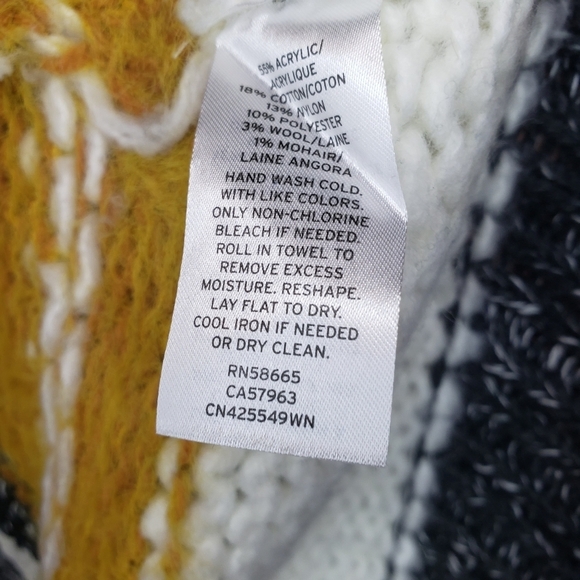 55% ACRYLIC/
ACRYLIQUE
18% COTTON/COTON
13% NYLON
10% POLYESTER
3% WOOL/LAINE
1% MOHAIR/
LAINE ANGORA
HAND WASH COLD.
WITH LIKE COLORS.
ONLY NON-CHLORINE
BLEACH IF NEEDED.
ROLL IN TOWEL TO
REMOVE EXCESS
MOISTURE. RESHAPE.
LAY FLAT TO DRY.
COOL IRON IF NEEDED
OR DRY CLEAN.
RN58665
CA57963
CN425549WN